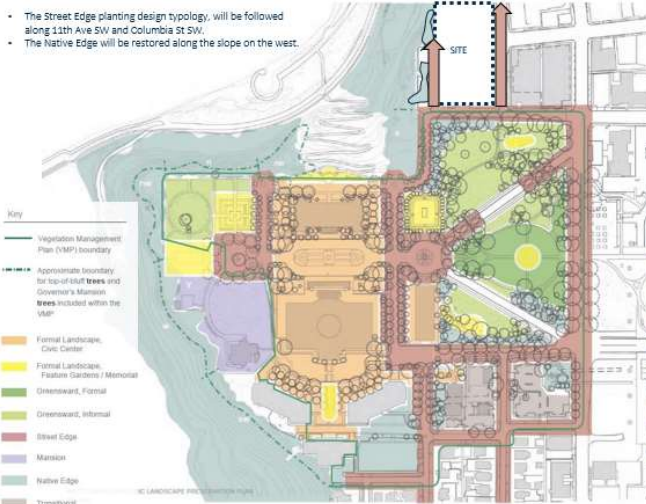 • The Street Edge planting design typology, will be followed
along 11th Ave SW and Columbia St SW.
• The Native Edge will be restored along the slope on the west.
SITE
Key
Vegetation Management
Plan (VMP) boundary
Approximate boundary
for top-of-bluff trees and
Governor's Mansion
trees included within the
VMP
Formal Landscape,
Civic Center
Formal Landscape,
Feature Gardens / Memorial
Greensward, Formal
Greensward, Informal
Street Edge
Mansion
Native Edge
Transitional